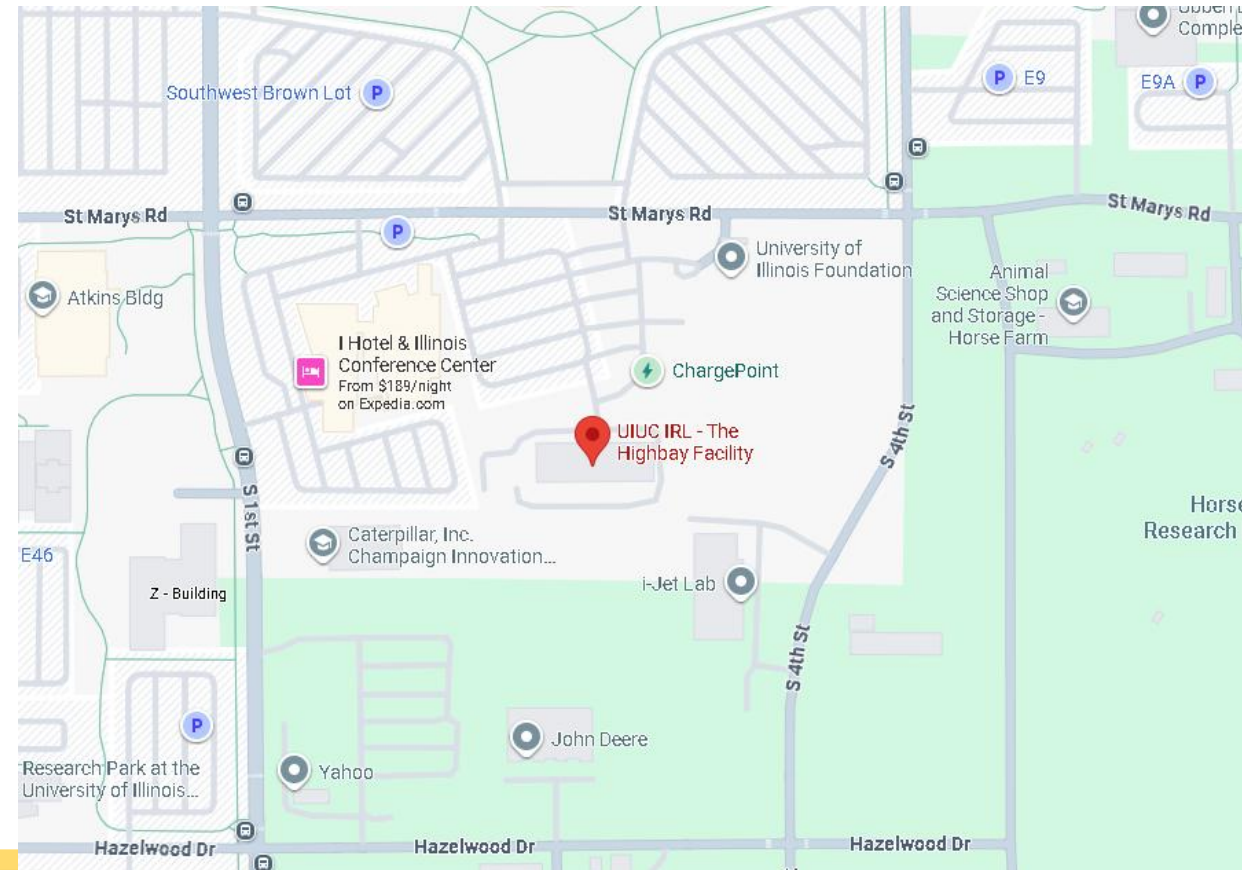 Complex
Southwest Brown Lot P
P E9
E9A P
St Marys Rd
St Marys Rd
St Marys Rd
P
University of
Illinois Foundation
Atkins Bldg
Animal
Science Shop
and Storage -
Horse Farm
I Hotel & Illinois
Conference Center
From $189/night
on Expedia.com
ChargePoint
UIUC IRL - The
Highbay Facility
S 4th St
S 1st St
Horse
Research
Caterpillar, Inc.
Champaign Innovation...
E46
i-Jet Lab
Z - Building
S 4th St
P
John Deere
Research Park at the
University of Illinois...
Yahoo
Hazelwood Dr
Hazelwood Dr
Hazelwood Dr